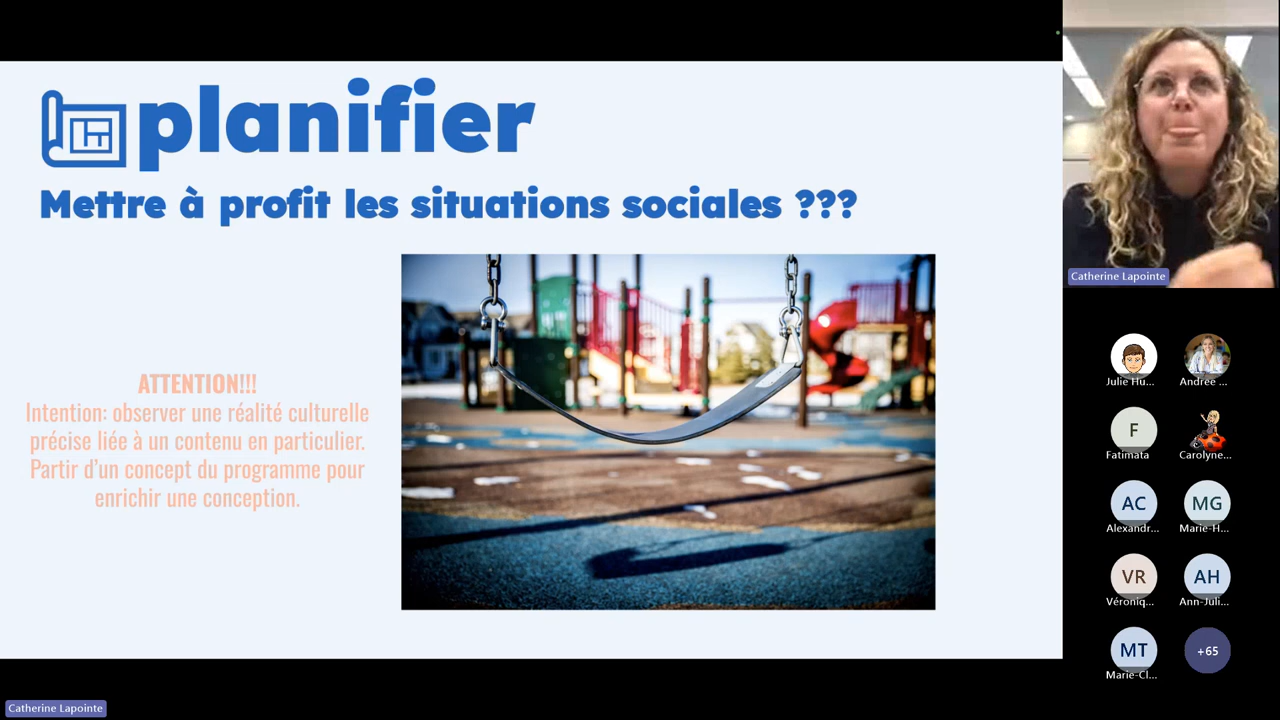 planifier
Mettre à profit les situations sociales ???
ATTENTION!!!
Intention: observer une réalité culturelle
précise liée à un contenu en particulier.
Partir d'un concept du programme pour
enrichir une conception.
Catherine Lapointe
Julie Hu...
Andree ...
F
Fatimata
Carolyne...
AC
MG
Alexandr...
Marie-H...
VR
AH
Véroniq...
Ann-Juli...
MT
+65
Marie-Cl...
Catherine Lapointe